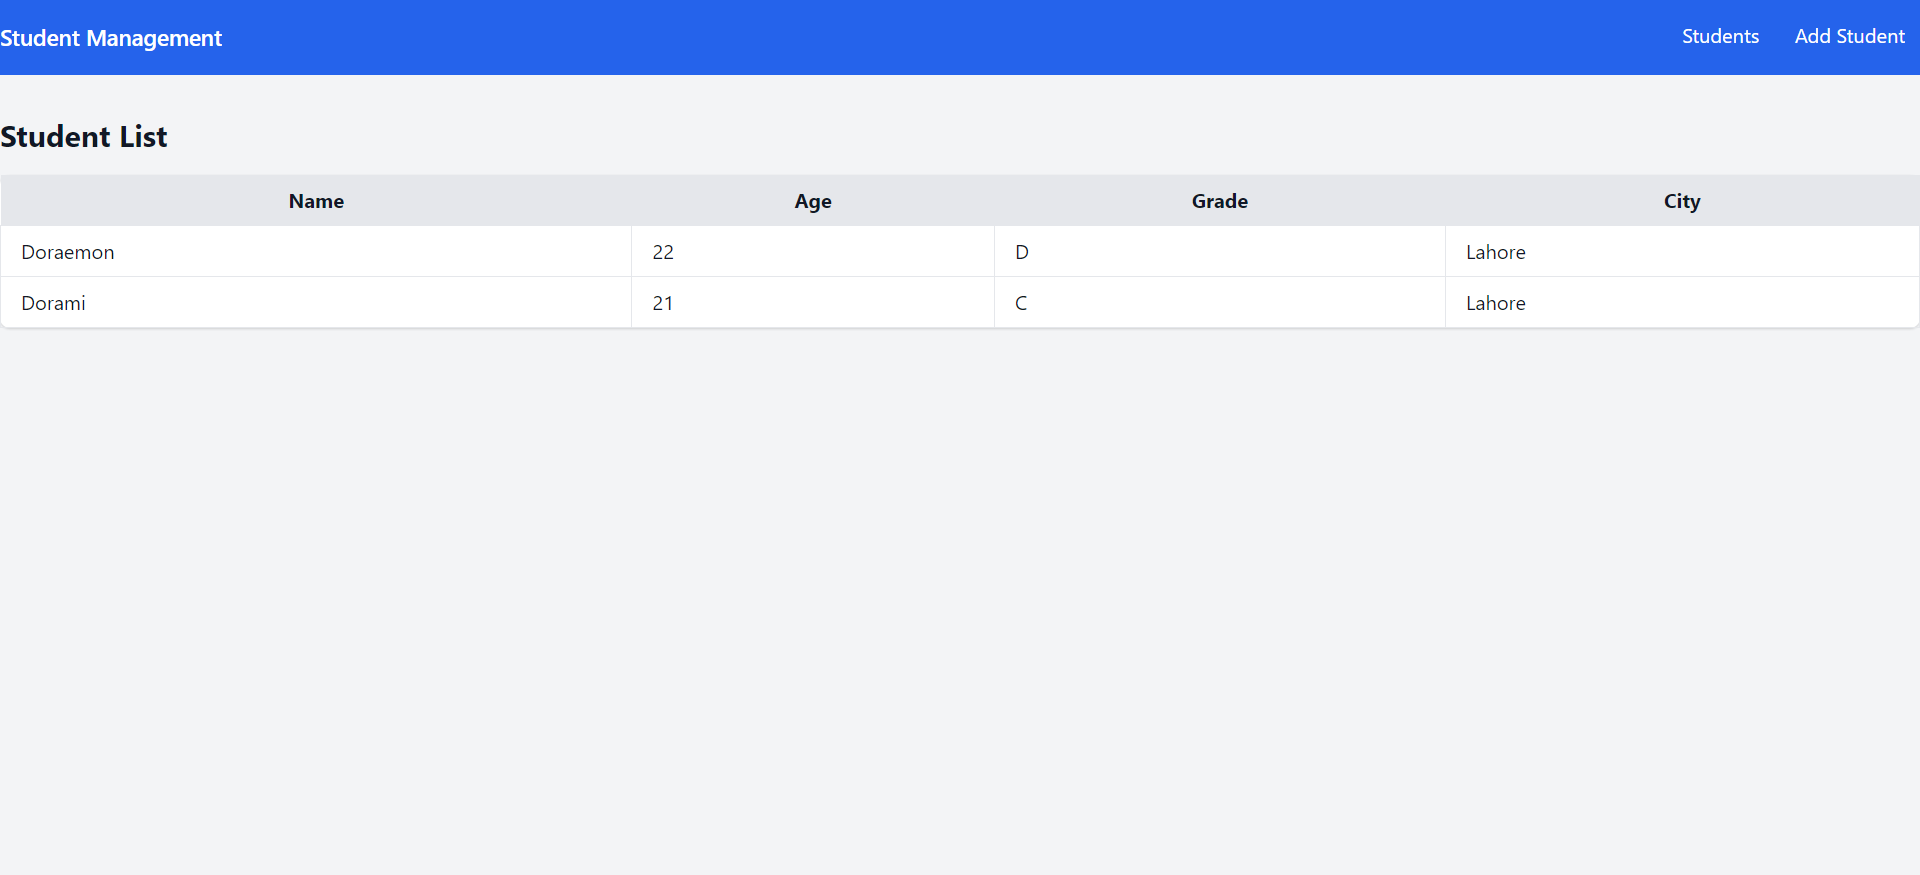 Student Management Students Add Student
Student List
Name Age Grade City
Doraemon 22 D Lahore
Dorami 21 C Lahore